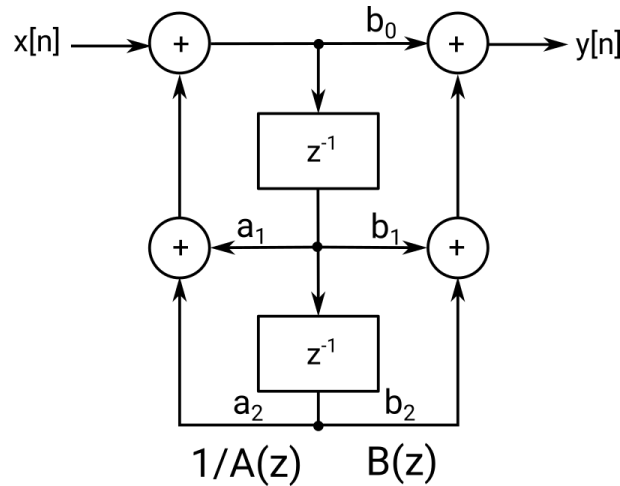 x[n] + b₀ + y[n]
z⁻¹
+ a₁ b₁ +
z⁻¹
a₂ b₂
1/A(z) B(z)